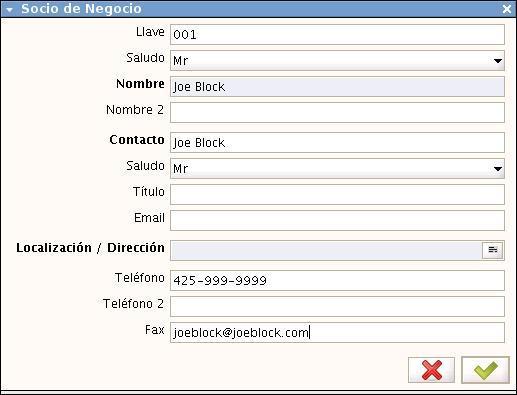 Socio de Negocio
Llave 001
Saludo Mr
Nombre Joe Block
Nombre 2
Contacto Joe Block
Saludo Mr
Título
Email
Localización / Dirección
Teléfono 425-999-9999
Teléfono 2
Fax joeblock@joeblock.com